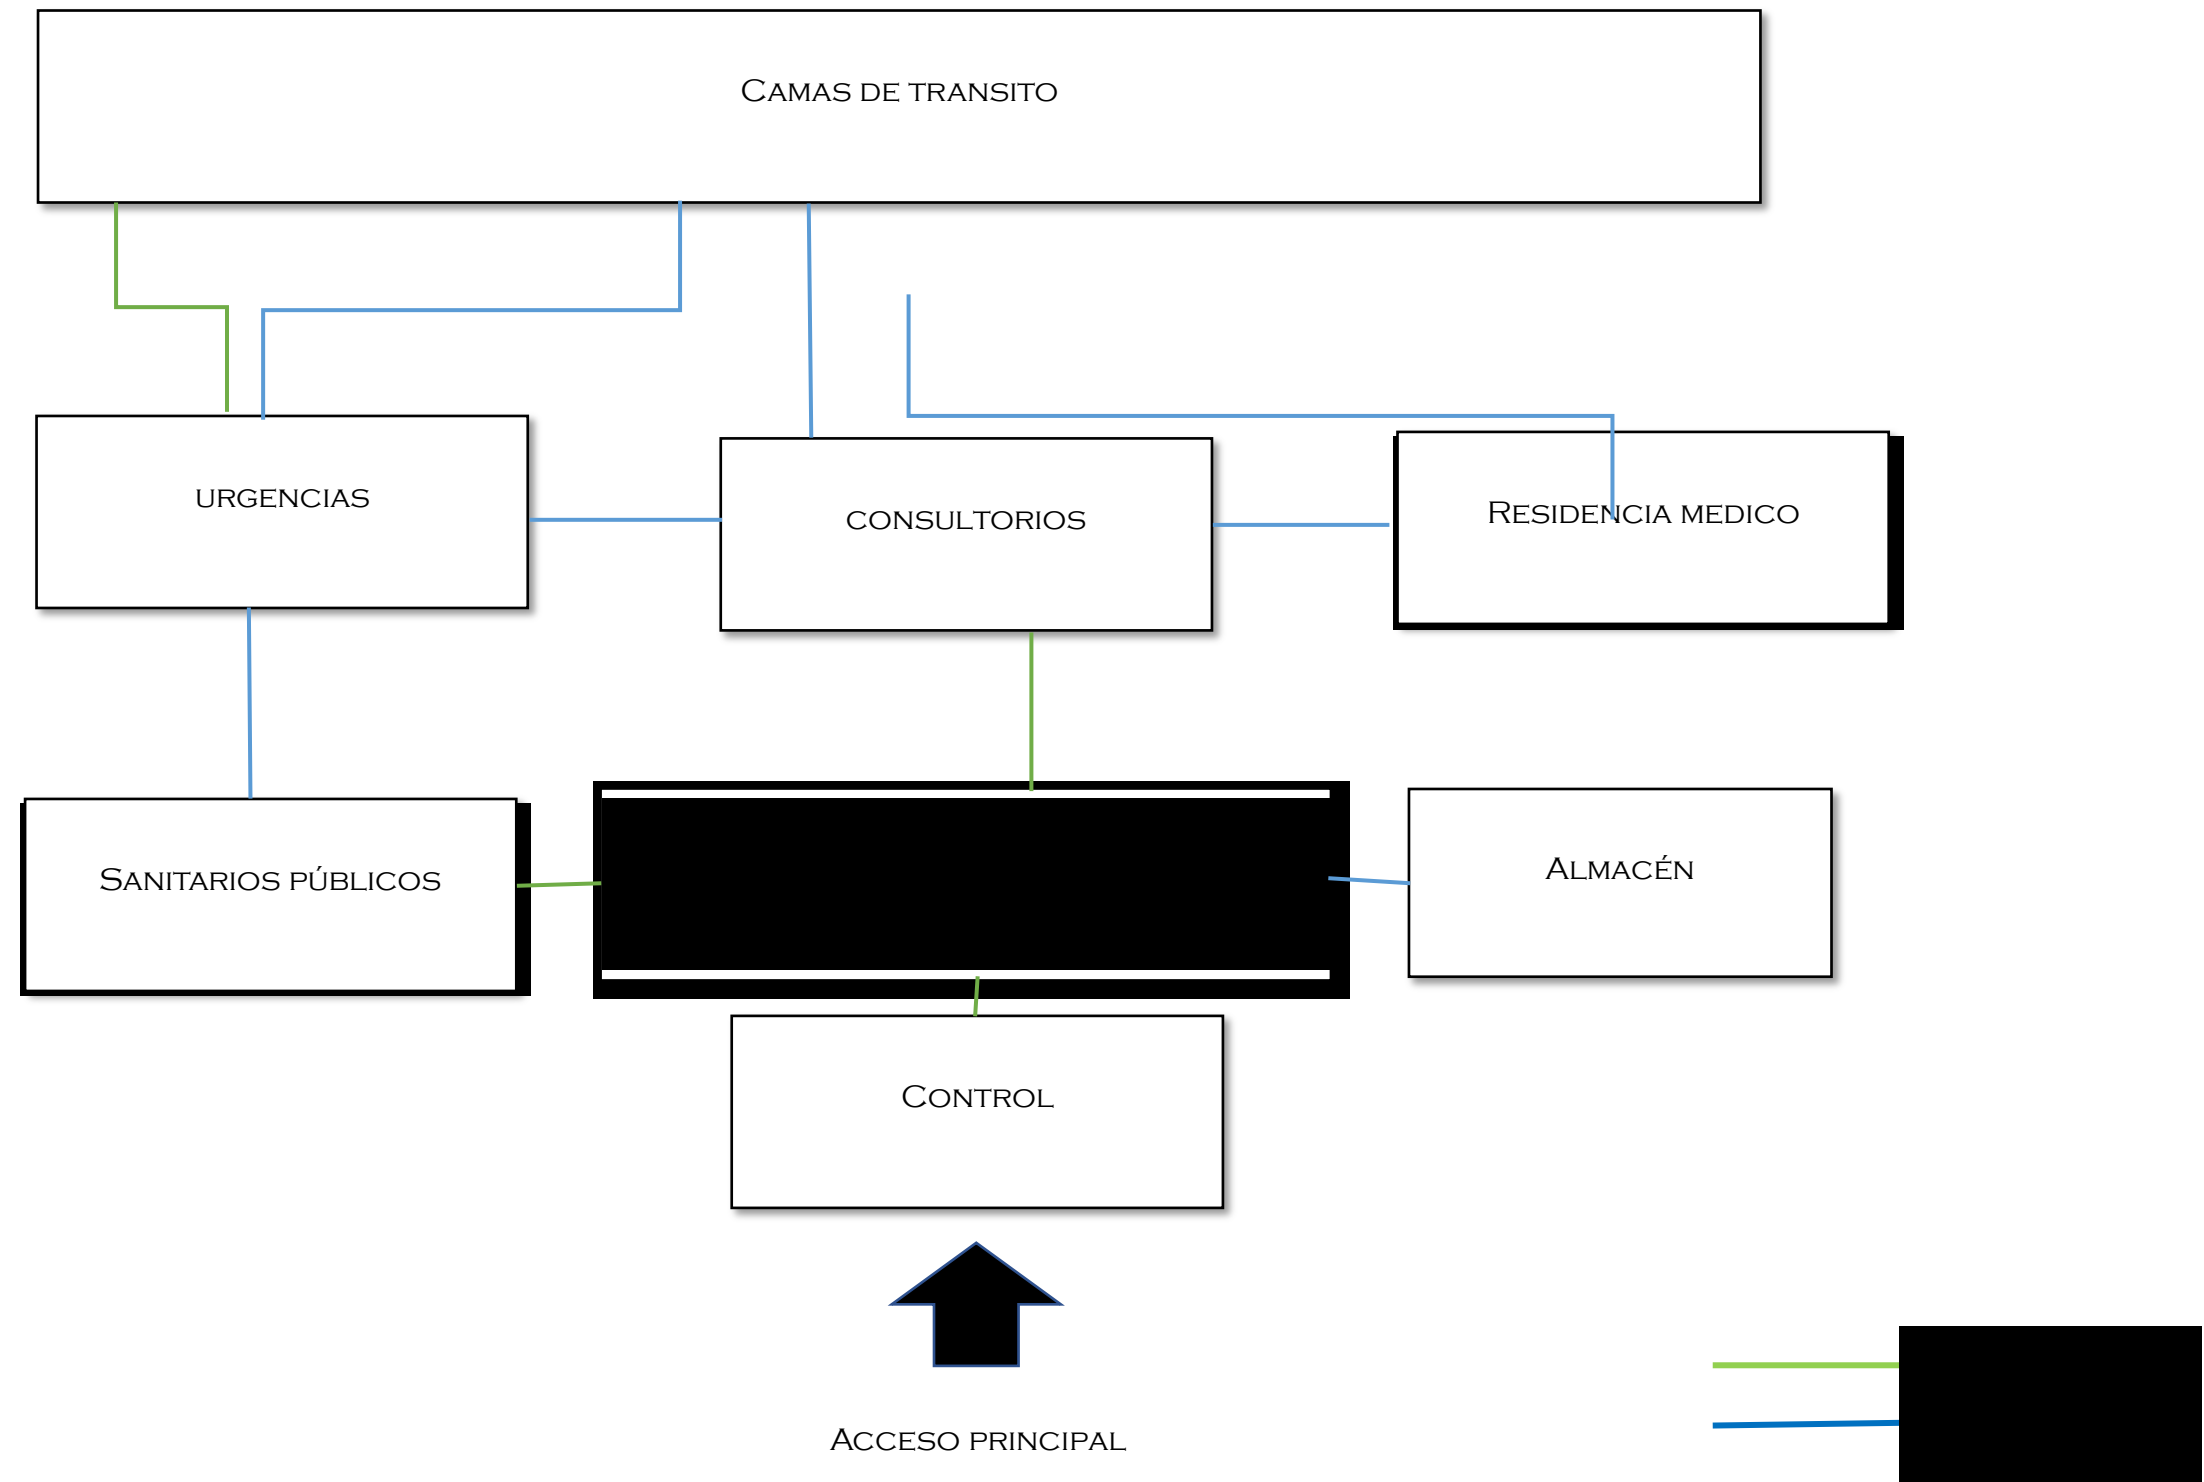 Camas de transito
urgencias
consultorios
Residencia medico
Sanitarios públicos
Almacén
Control
Acceso principal